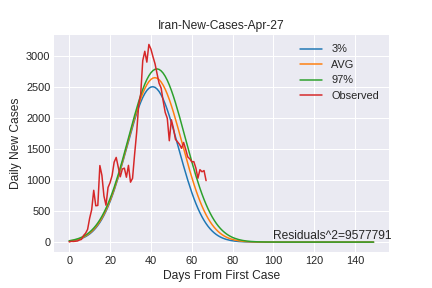 Iran-New-Cases-Apr-27
3%
AVG
97%
Observed
3000
2500
2000
1500
1000
500
0
Daily New Cases
Residuals^2=9577791
0 20 40 60 80 100 120 140
Days From First Case